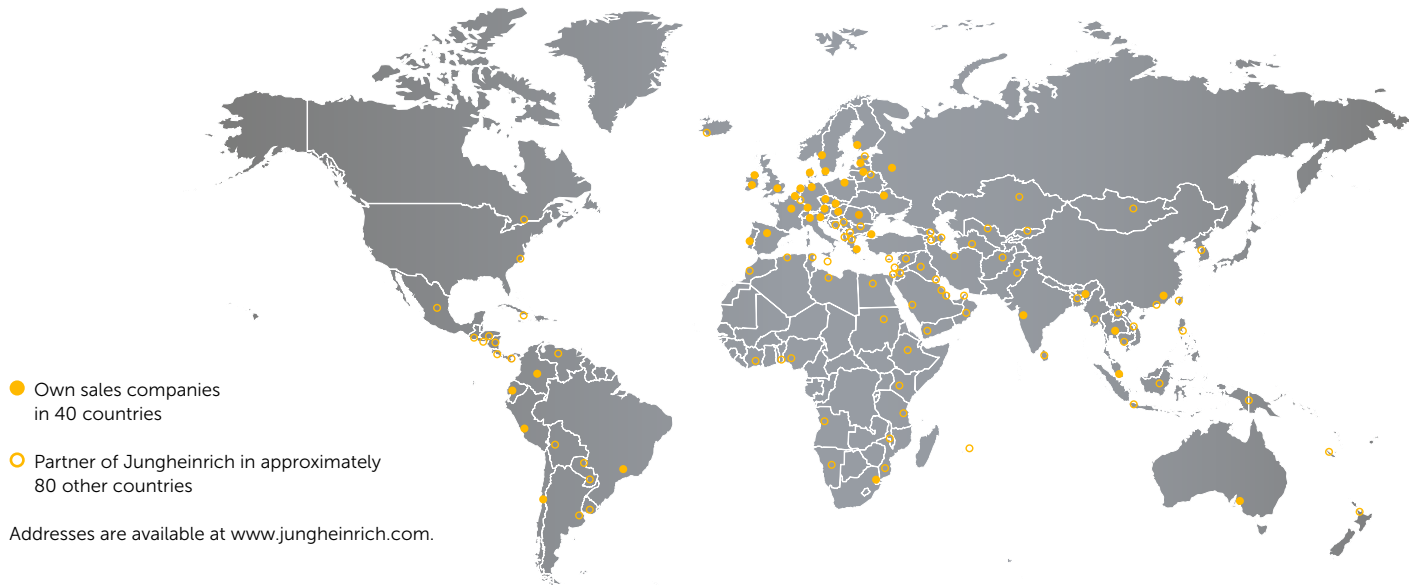 Own sales companies
in 40 countries
Partner of Jungheinrich in approximately
80 other countries
Addresses are available at www.jungheinrich.com.